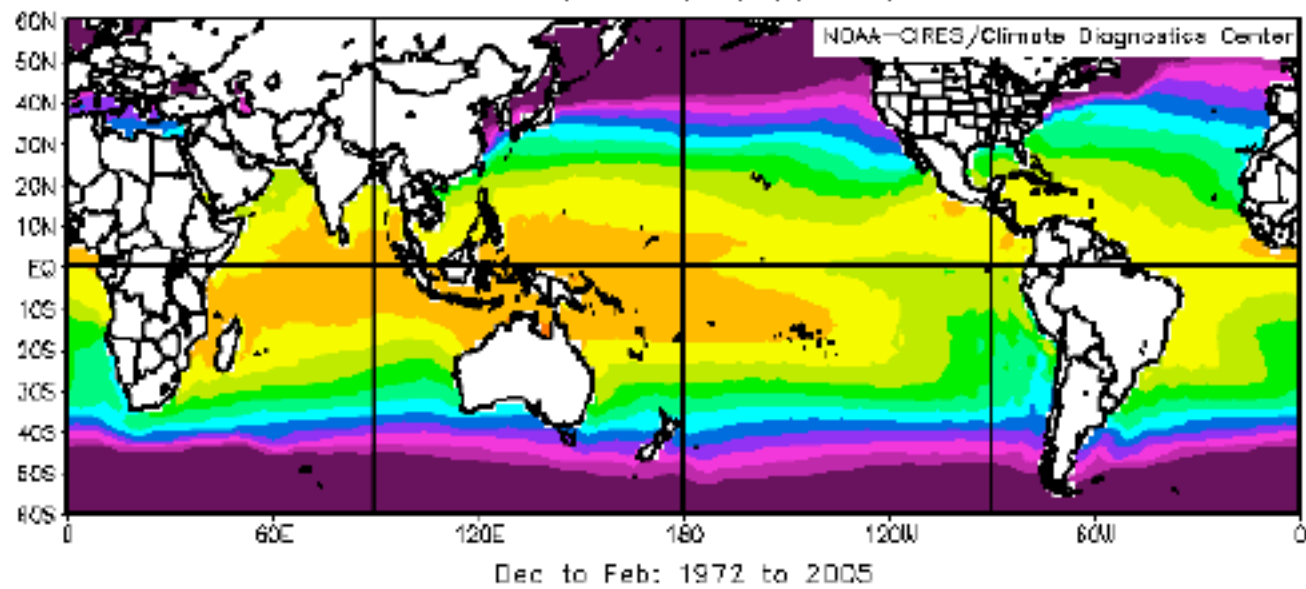 NOAA-CIRES/Climate Diagnostics Center
60N
50N
40N
30N
20N
10N
EQ
10S
20S
30S
40S
50S
60S
0 60E 120E 180 120W 60W 0
Dec to Feb: 1972 to 2005